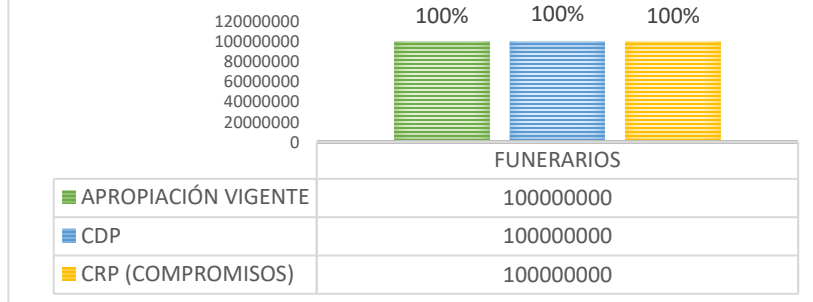 100% 100% 100%
120000000
100000000
80000000
60000000
40000000
20000000
0
FUNERARIOS
APROPIACIÓN VIGENTE 100000000
CDP 100000000
CRP (COMPROMISOS) 100000000